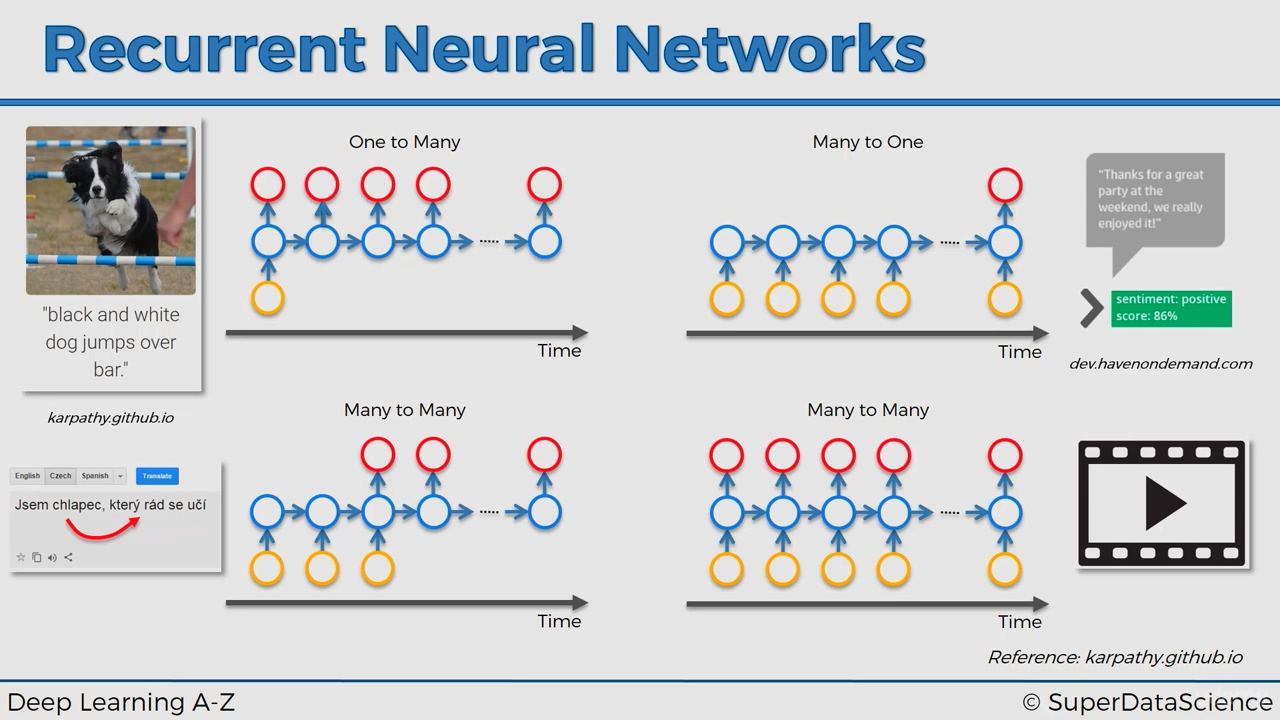 Recurrent Neural Networks
One to Many
Many to One
"black and white
dog jumps over
bar."
karpathy.github.io
Time
Time
"Thanks for a great
party at the
weekend, we really
enjoyed it!"
sentiment: positive
score: 86%
dev.havenondemand.com
Many to Many
Many to Many
English Czech Spanish Translate
Jsem chlapec, který rád se učí
Time
Time
Reference: karpathy.github.io
Deep Learning A-Z
© SuperDataScience